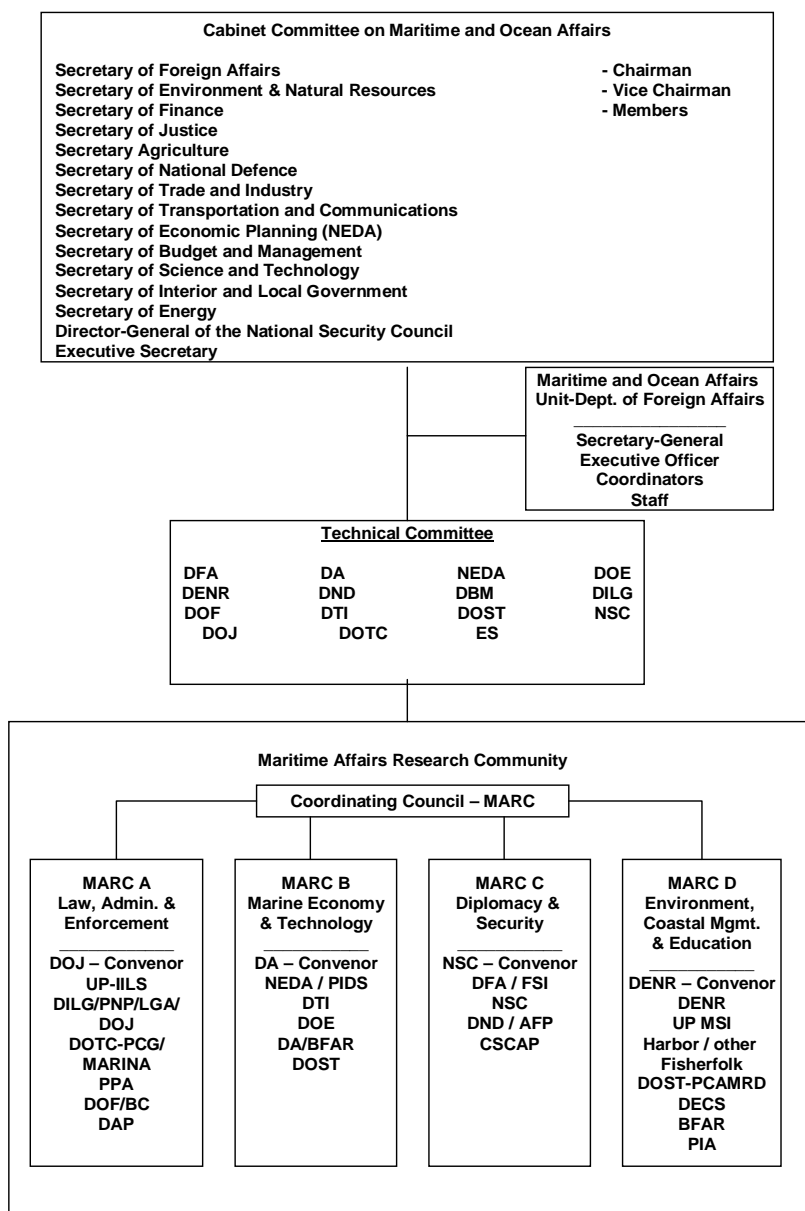 Cabinet Committee on Maritime and Ocean Affairs
Secretary of Foreign Affairs - Chairman
Secretary of Environment & Natural Resources - Vice Chairman
Secretary of Finance - Members
Secretary of Justice
Secretary Agriculture
Secretary of National Defence
Secretary of Trade and Industry
Secretary of Transportation and Communications
Secretary of Economic Planning (NEDA)
Secretary of Budget and Management
Secretary of Science and Technology
Secretary of Interior and Local Government
Secretary of Energy
Director-General of the National Security Council
Executive Secretary
Maritime and Ocean Affairs
Unit-Dept. of Foreign Affairs
Secretary-General
Executive Officer
Coordinators
Staff
Technical Committee
DFA DA NEDA DOE
DENR DND DBM DILG
DOF DTI DOST NSC
DOJ DOTC ES
Maritime Affairs Research Community
Coordinating Council – MARC
MARC A
Law, Admin. &
Enforcement
DOJ – Convenor
UP-IILS
DILG/PNP/LGA/
DOJ
DOTC-PCG/
MARINA
PPA
DOF/BC
DAP
MARC B
Marine Economy
& Technology
DA – Convenor
NEDA / PIDS
DTI
DOE
DA/BFAR
DOST
MARC C
Diplomacy &
Security
NSC – Convenor
DFA / FSI
NSC
DND / AFP
CSCAP
MARC D
Environment,
Coastal Mgmt.
& Education
DENR – Convenor
DENR
UP MSI
Harbor / other
Fisherfolk
DOST-PCAMRD
DECS
BFAR
PIA